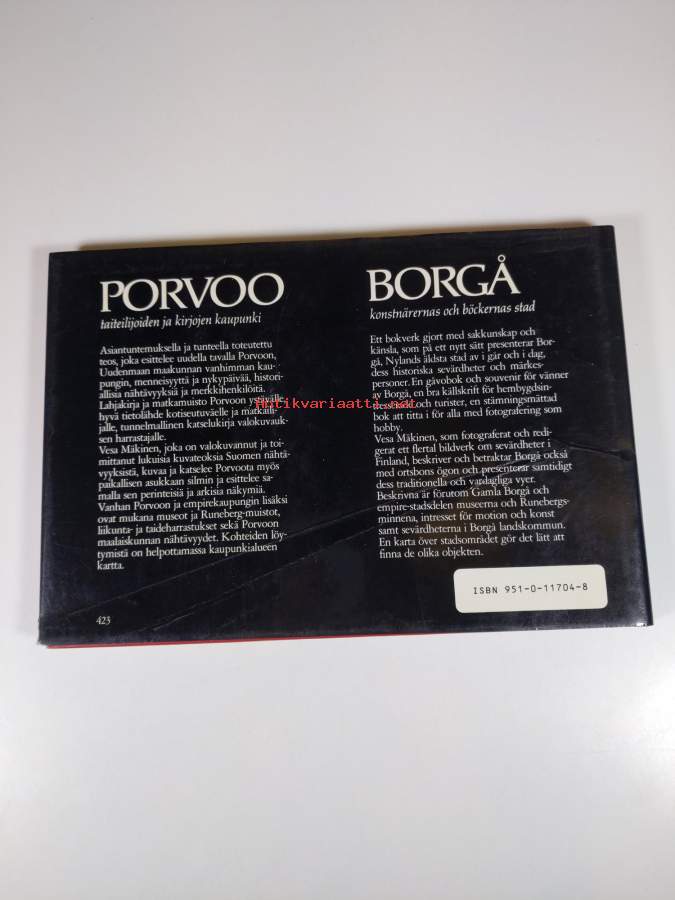 PORVOO
taiteilijoiden ja kirjojen kaupunki
Asiantuntemuksella ja tunteella toteutettu
teos, joka esittelee uudella tavalla Porvoon,
Uudenmaan maakunnan vanhimman kau-
pungin, menneisyyttä ja nykypäivää, histori-
allisia nähtävyyksiä ja merkkihenkilöitä.
Lahjakirja ja matkamuisto Porvoon ystäville,
hyvä tietolähde kotiseutuväelle ja matkaili-
jalle, tunnelmallinen katselukirja valokuvauk-
sen harrastajalle.
Vesa Mäkinen, joka on valokuvannut ja toi-
mittanut lukuisia kuvateoksia Suomen nähtä-
vyyksistä, kuvaa ja katselee Porvoota myös
paikallisen asukkaan silmin ja esittelee sa-
malla sen perinteisiä ja arkisia näkymiä.
Vanhan Porvoon ja empirekaupungin lisäksi
ovat mukana museot ja Runeberg-muistot,
liikunta- ja taideharrastukset sekä Porvoon
maalaiskunnan nähtävyydet. Kohteiden löy-
tymistä on helpottamassa kaupunkialueen
kartta.
423
BORGÅ
konstnärernas och böckernas stad
Ett bokverk gjort med sakkunskap och
känsla, som på ett nytt sätt presenterar Bor-
gå, Nylands äldsta stad av i går och i dag,
dess historiska sevärdheter och märkes-
personer. En gåvobok och souvenir för vänner
av Borgå, en bra källskrift för hembygdsin-
tresserade och turister, en stämningsmättad
bok att titta i för alla med fotografering som
hobby.
Vesa Mäkinen, som fotograferat och redi-
gerat ett flertal bildverk om sevärdheter i
Finland, beskriver och betraktar Borgå också
med ortsbons ögon och presenterar samtidigt
dess traditionella och vardagliga vyer.
Beskrivna är förutom Gamla Borgå och
empire-stadsdelen museerna och Runebergs-
minnena, intresset för motion och konst
samt sevärdheterna i Borgå landskommun.
En karta över stadsområdet gör det lätt att
finna de olika objekten.
ISBN 951-0-11704-8
Antikvariaatti.net